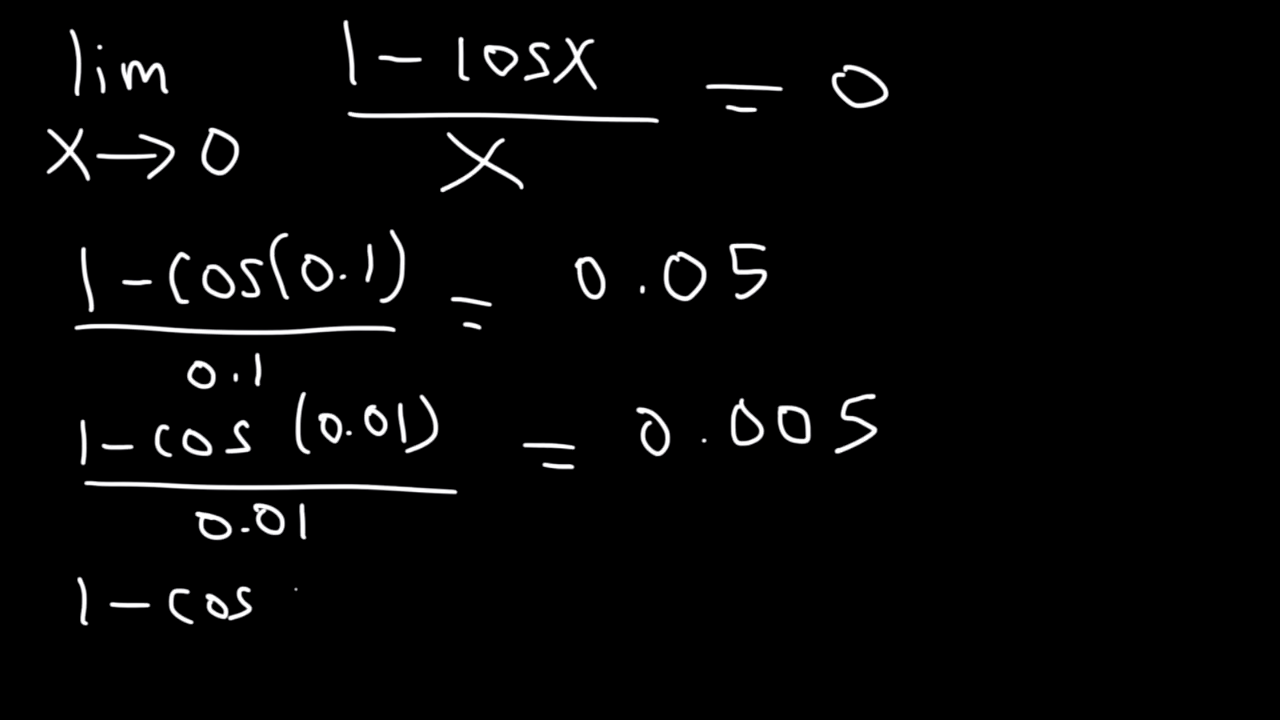 lim x→0 (1 - cosx)/x = 0
(1 - cos(0.1))/0.1 = 0.05
(1 - cos (0.01))/0.01 = 0.005
1 - cos